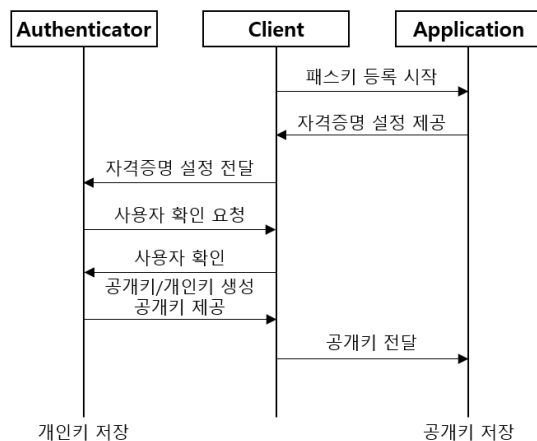 Authenticator
Client
Application
패스키 등록 시작
자격증명 설정 제공
자격증명 설정 전달
사용자 확인 요청
사용자 확인
공개키/개인키 생성
공개키 제공
공개키 전달
개인키 저장
공개키 저장